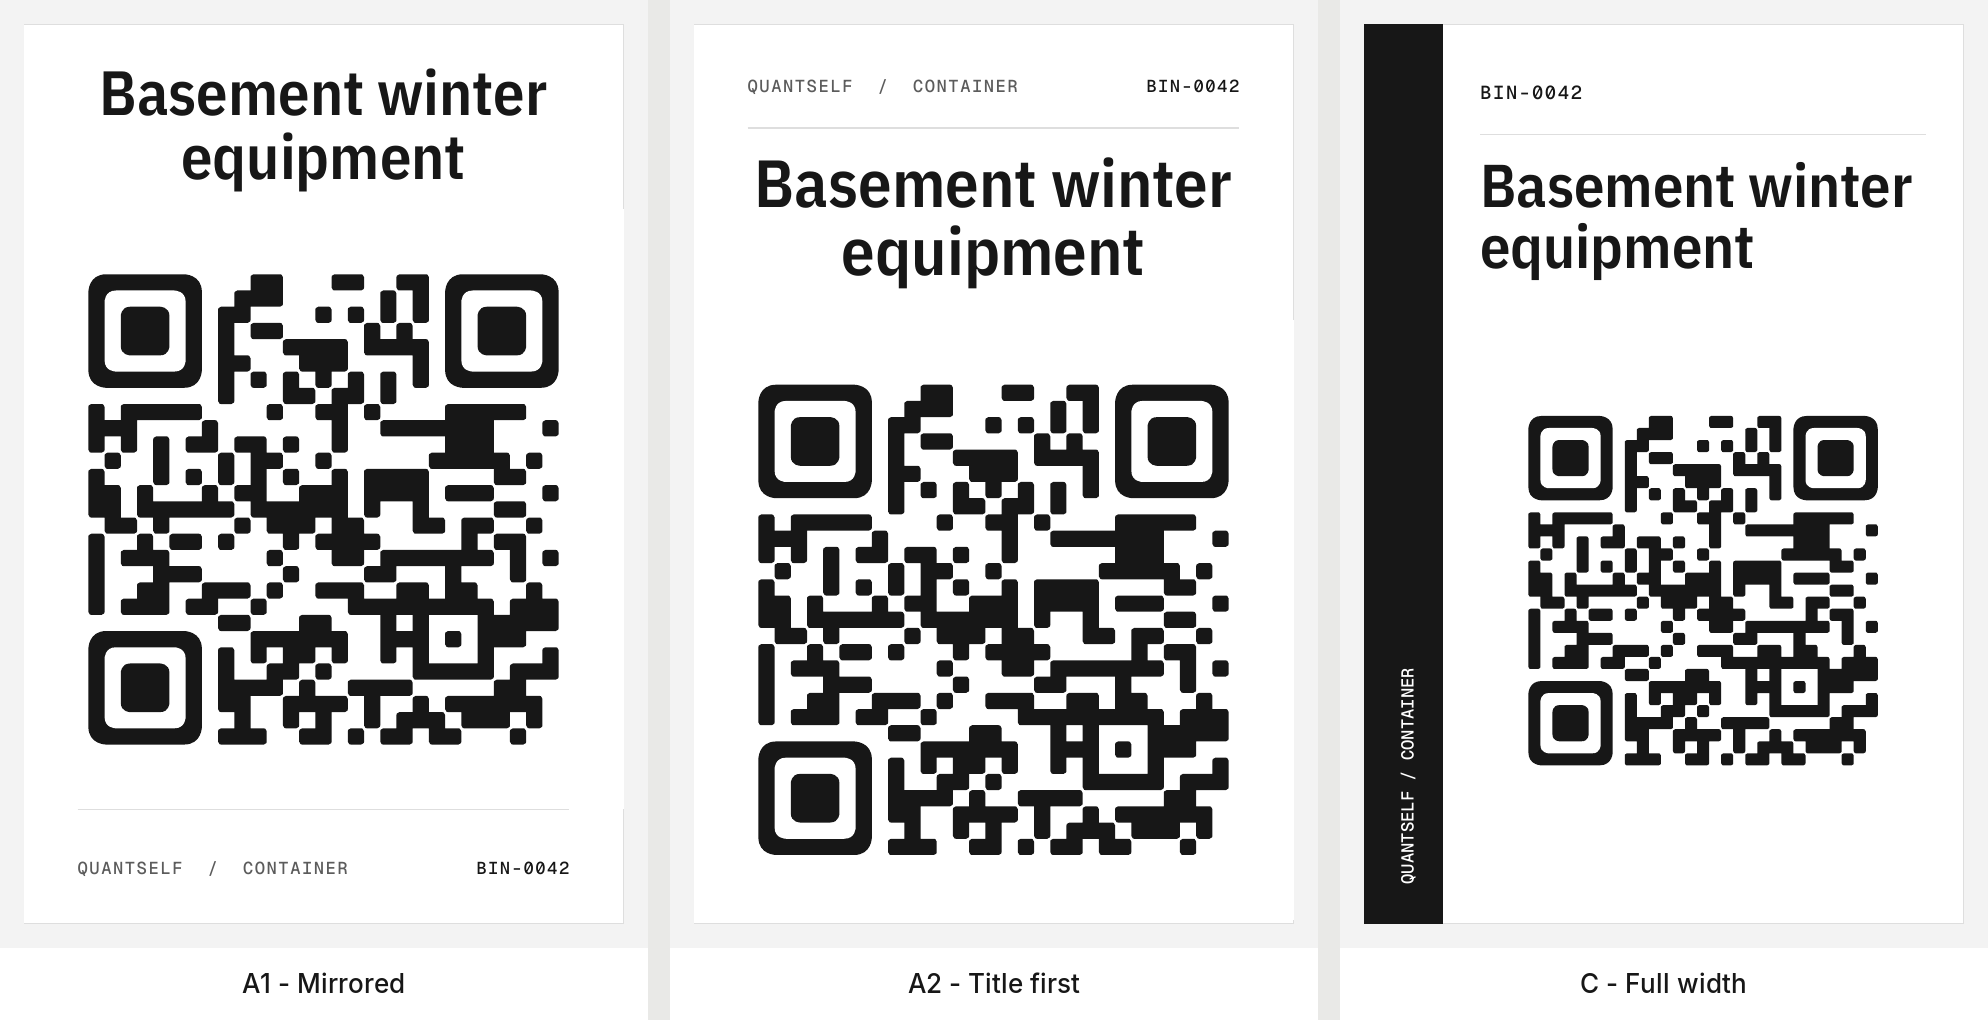 Basement winter
equipment
QUANTSELF / CONTAINER BIN-0042
A1 - Mirrored
QUANTSELF / CONTAINER BIN-0042
Basement winter
equipment
A2 - Title first
BIN-0042
Basement winter
equipment
QUANTSELF / CONTAINER
C - Full width